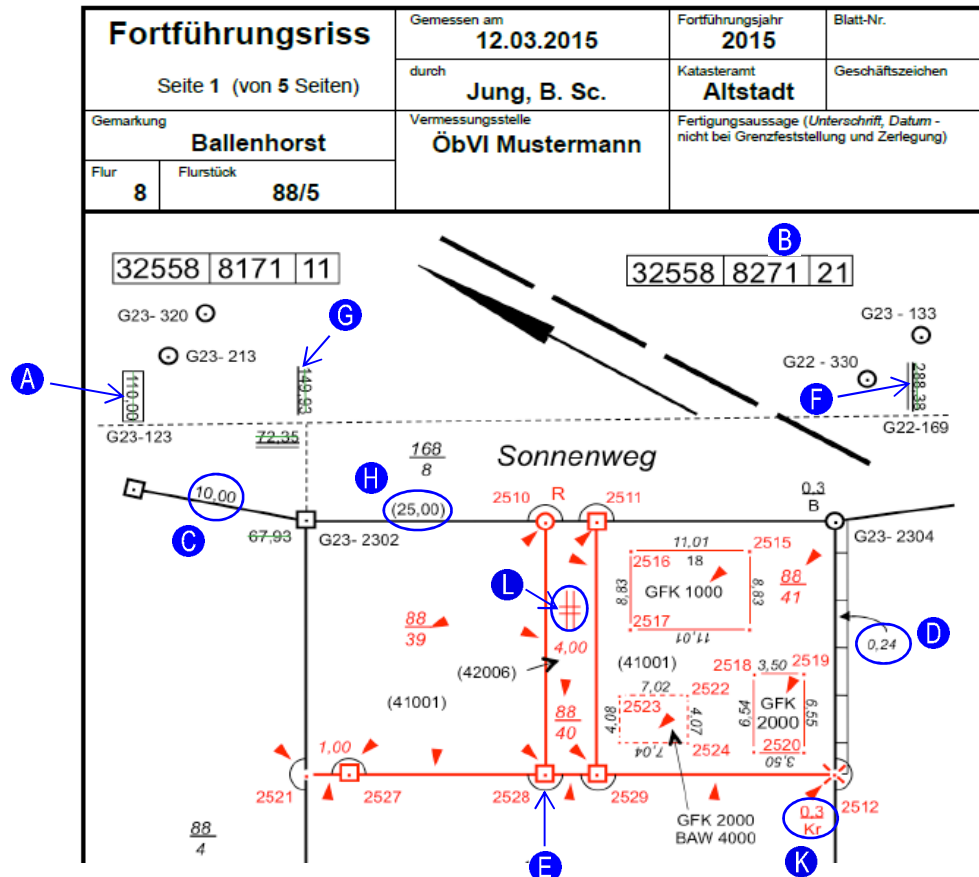 Fortführungsriss
Seite 1 (von 5 Seiten)
Gemessen am
12.03.2015
Fortführungsjahr
2015
Blatt-Nr.
durch
Jung, B. Sc.
Katasteramt
Altstadt
Geschäftszeichen
Gemarkung
Ballenhorst
Vermessungsstelle
ÖbVI Mustermann
Fertigungsaussage (Unterschrift, Datum -
nicht bei Grenzfeststellung und Zerlegung)
Flur
8
Flurstück
88/5
B
32558 8171 11
32558 8271 21
G23- 320
G
G23 - 133
G23- 213
G22 - 330
A
110,00
149,93
F
288,38
G23-123
72,35
G22-169
168
8
Sonnenweg
H
10,00
(25,00)
2510
R
2511
0.3
B
C
67,93
G23- 2302
G23- 2304
11,01
2515
2516
18
L
8,83
GFK 1000
8,83
88
41
88
39
2517
11,01
D
0,24
4,00
(42006)
(41001)
2518
3,50
2519
(41001)
7,02
2522
88
40
4,08
2523
4,07
6,54
GFK
2000
6,55
7,04
2524
2520
3,50
1,00
2521
2527
2528
2529
0.3
Kr
2512
88
4
GFK 2000
BAW 4000
E
K